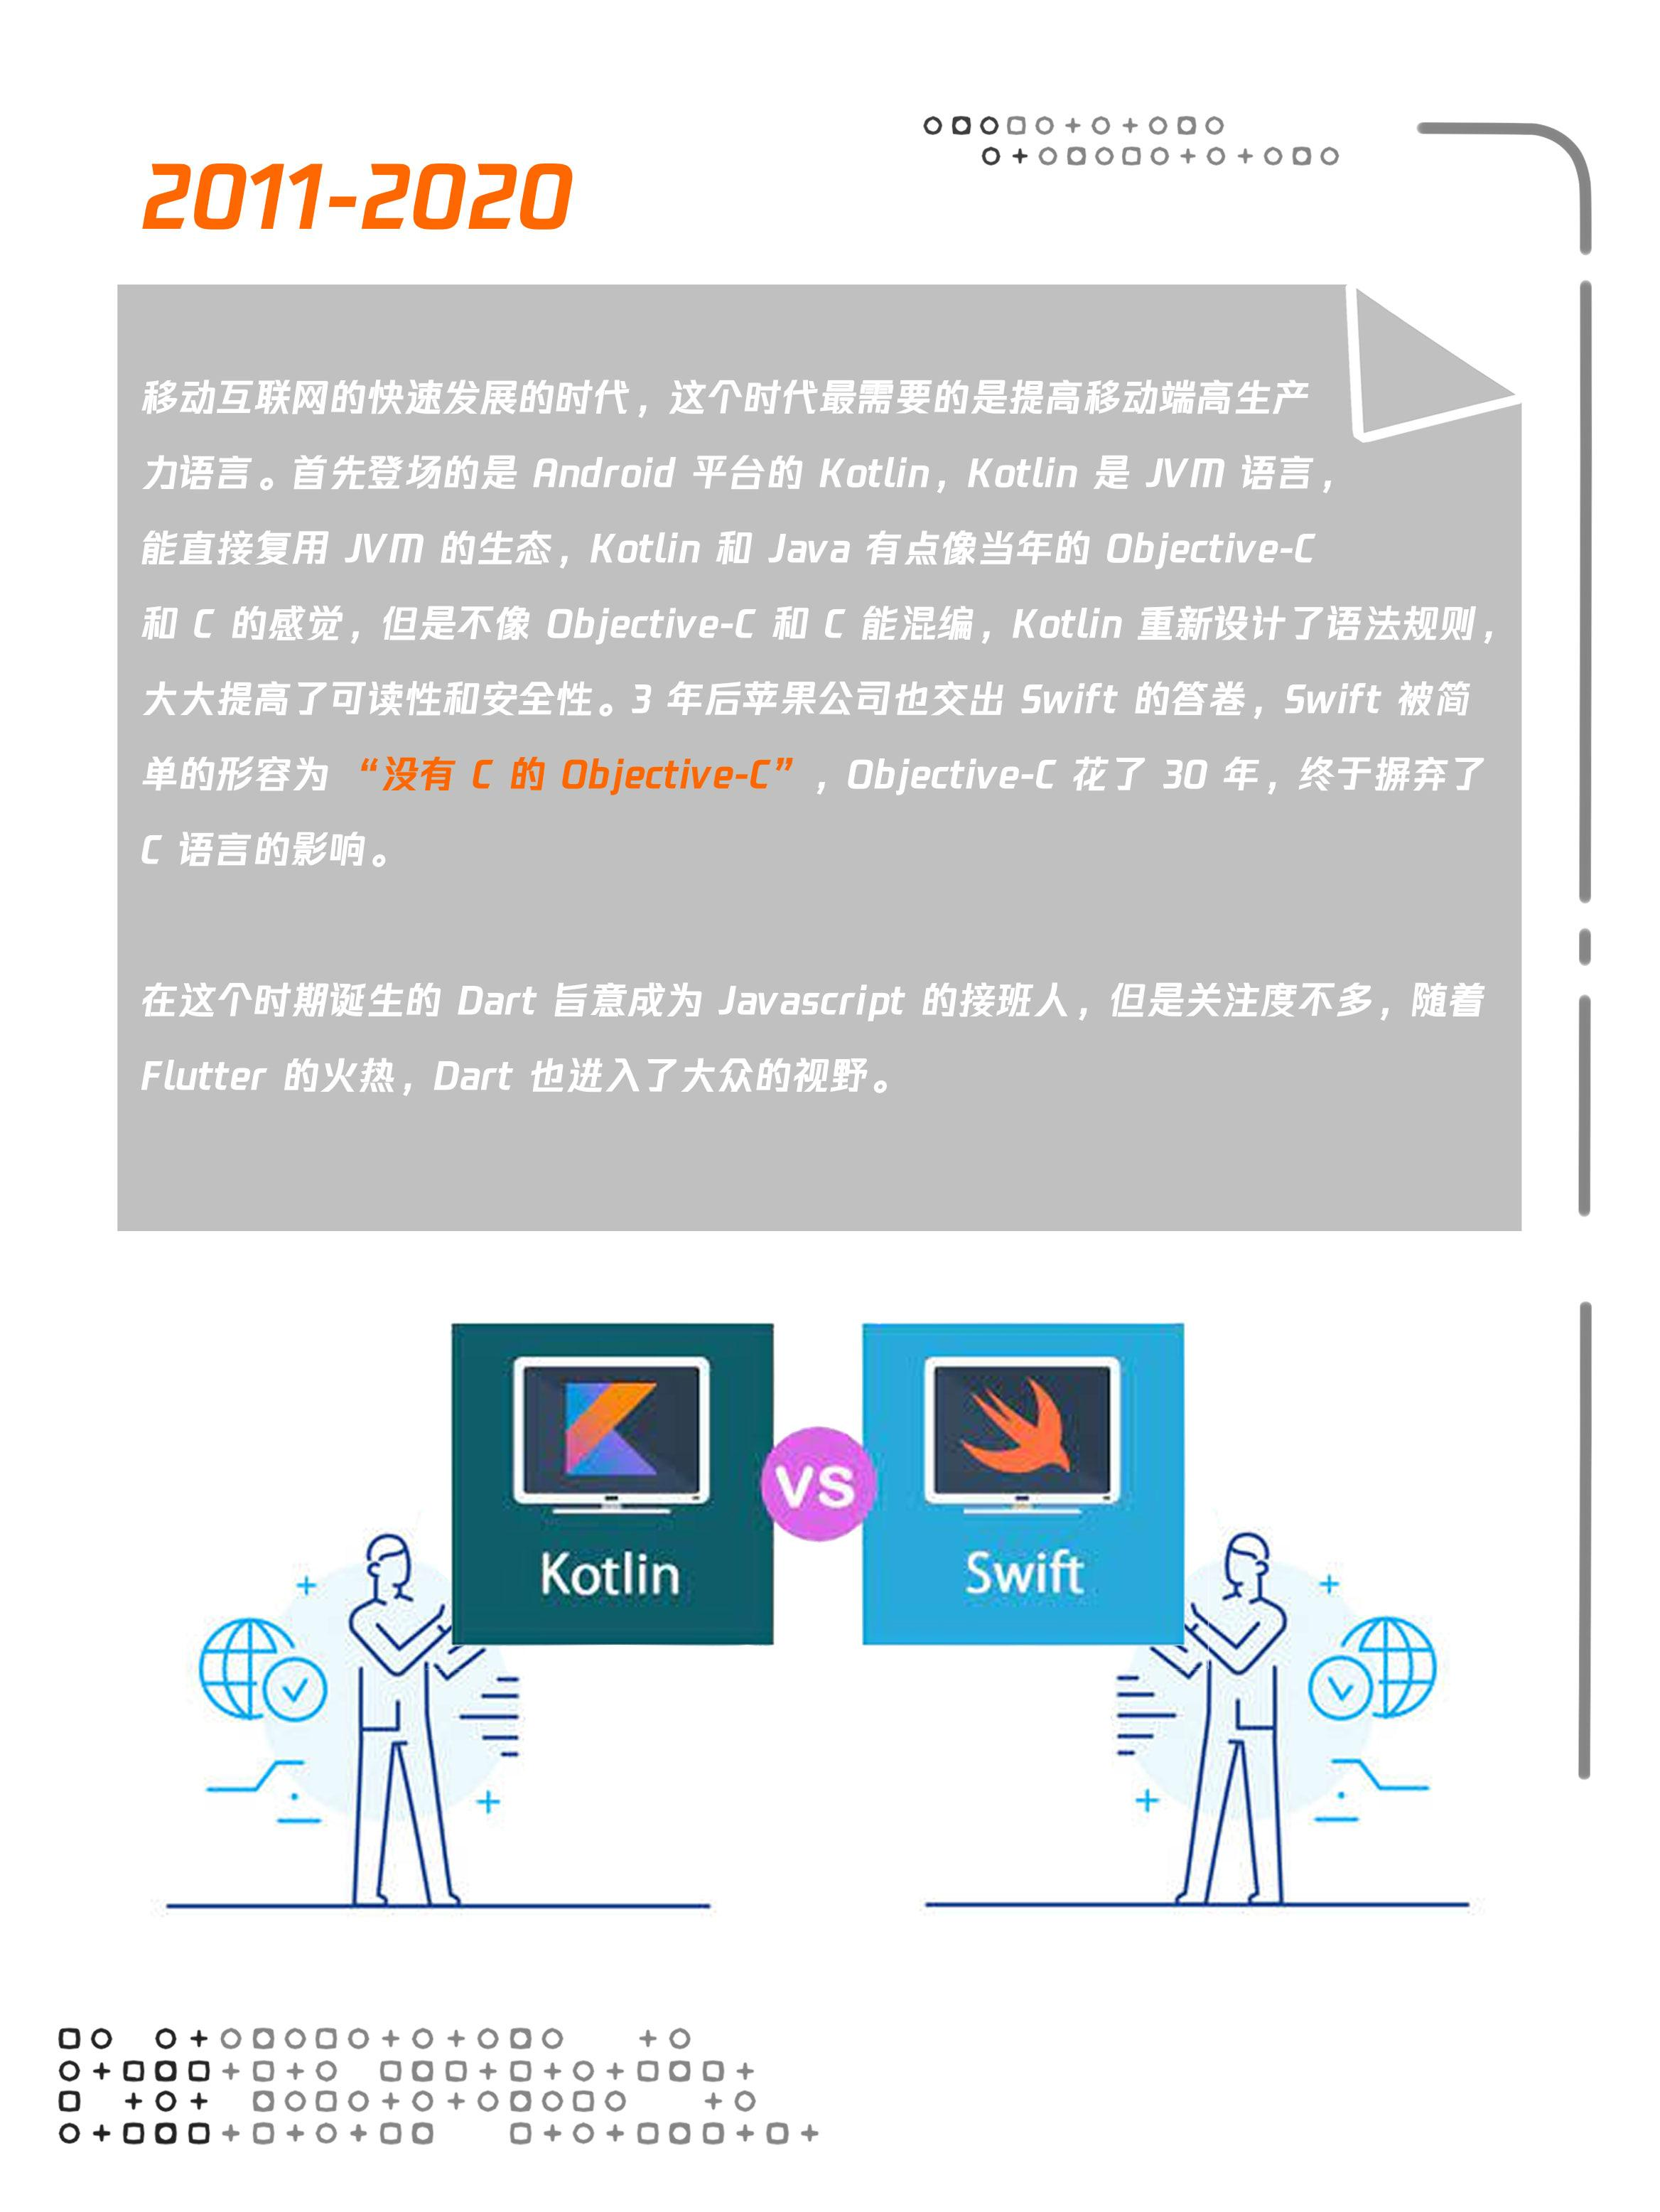 2011-2020
移动互联网的快速发展的时代，这个时代最需要的是提高移动端高生产
力语言。首先登场的是 Android 平台的 Kotlin，Kotlin 是 JVM 语言，
能直接复用 JVM 的生态，Kotlin 和 Java 有点像当年的 Objective-C
和 C 的感觉，但是不像 Objective-C 和 C 能混编，Kotlin 重新设计了语法规则，
大大提高了可读性和安全性。3 年后苹果公司也交出 Swift 的答卷，Swift 被简
单的形容为 “没有 C 的 Objective-C”，Objective-C 花了 30 年，终于摒弃了
C 语言的影响。
在这个时期诞生的 Dart 旨意成为 Javascript 的接班人，但是关注度不多，随着
Flutter 的火热，Dart 也进入了大众的视野。
Kotlin
VS
Swift